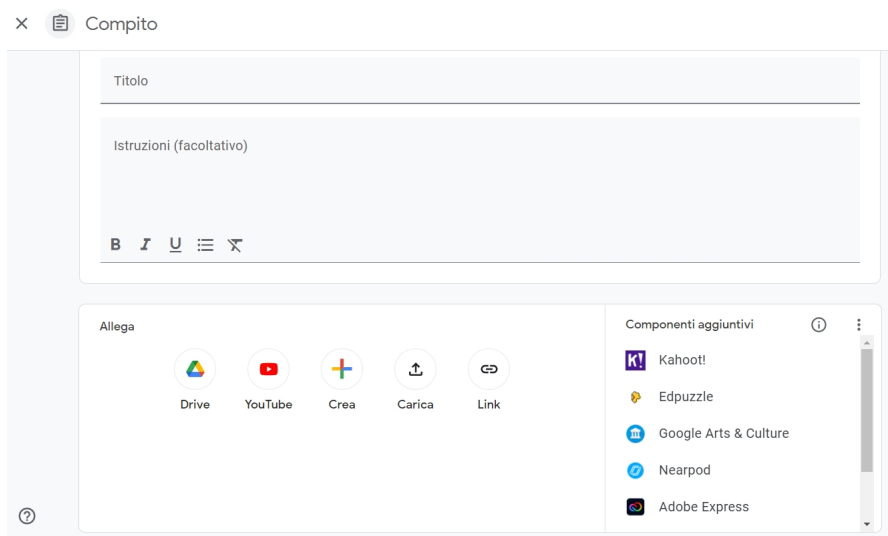 Compito
Titolo
Istruzioni (facoltativo)
B I U
Allega
Drive YouTube Crea Carica Link
Componenti aggiuntivi
K! Kahoot!
Edpuzzle
Google Arts & Culture
Nearpod
Adobe Express